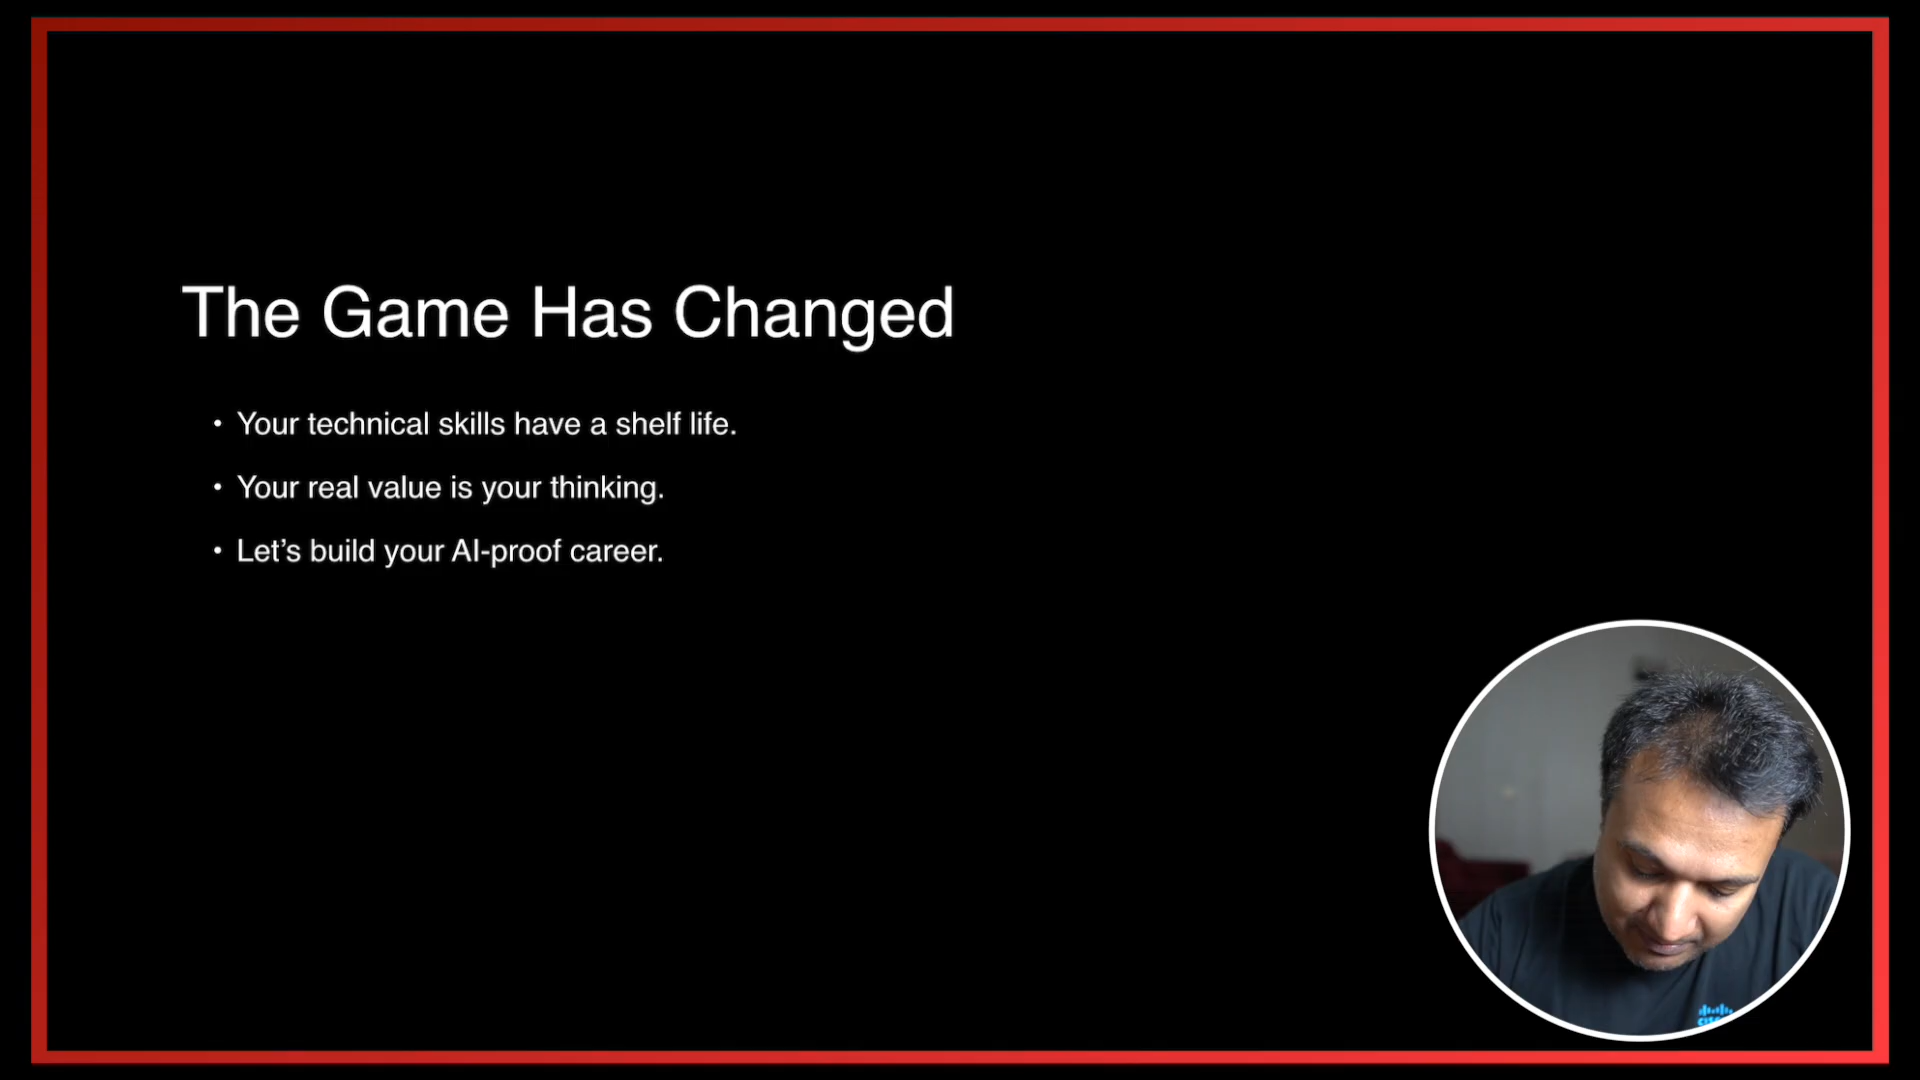 The Game Has Changed
• Your technical skills have a shelf life.
• Your real value is your thinking.
• Let’s build your AI-proof career.